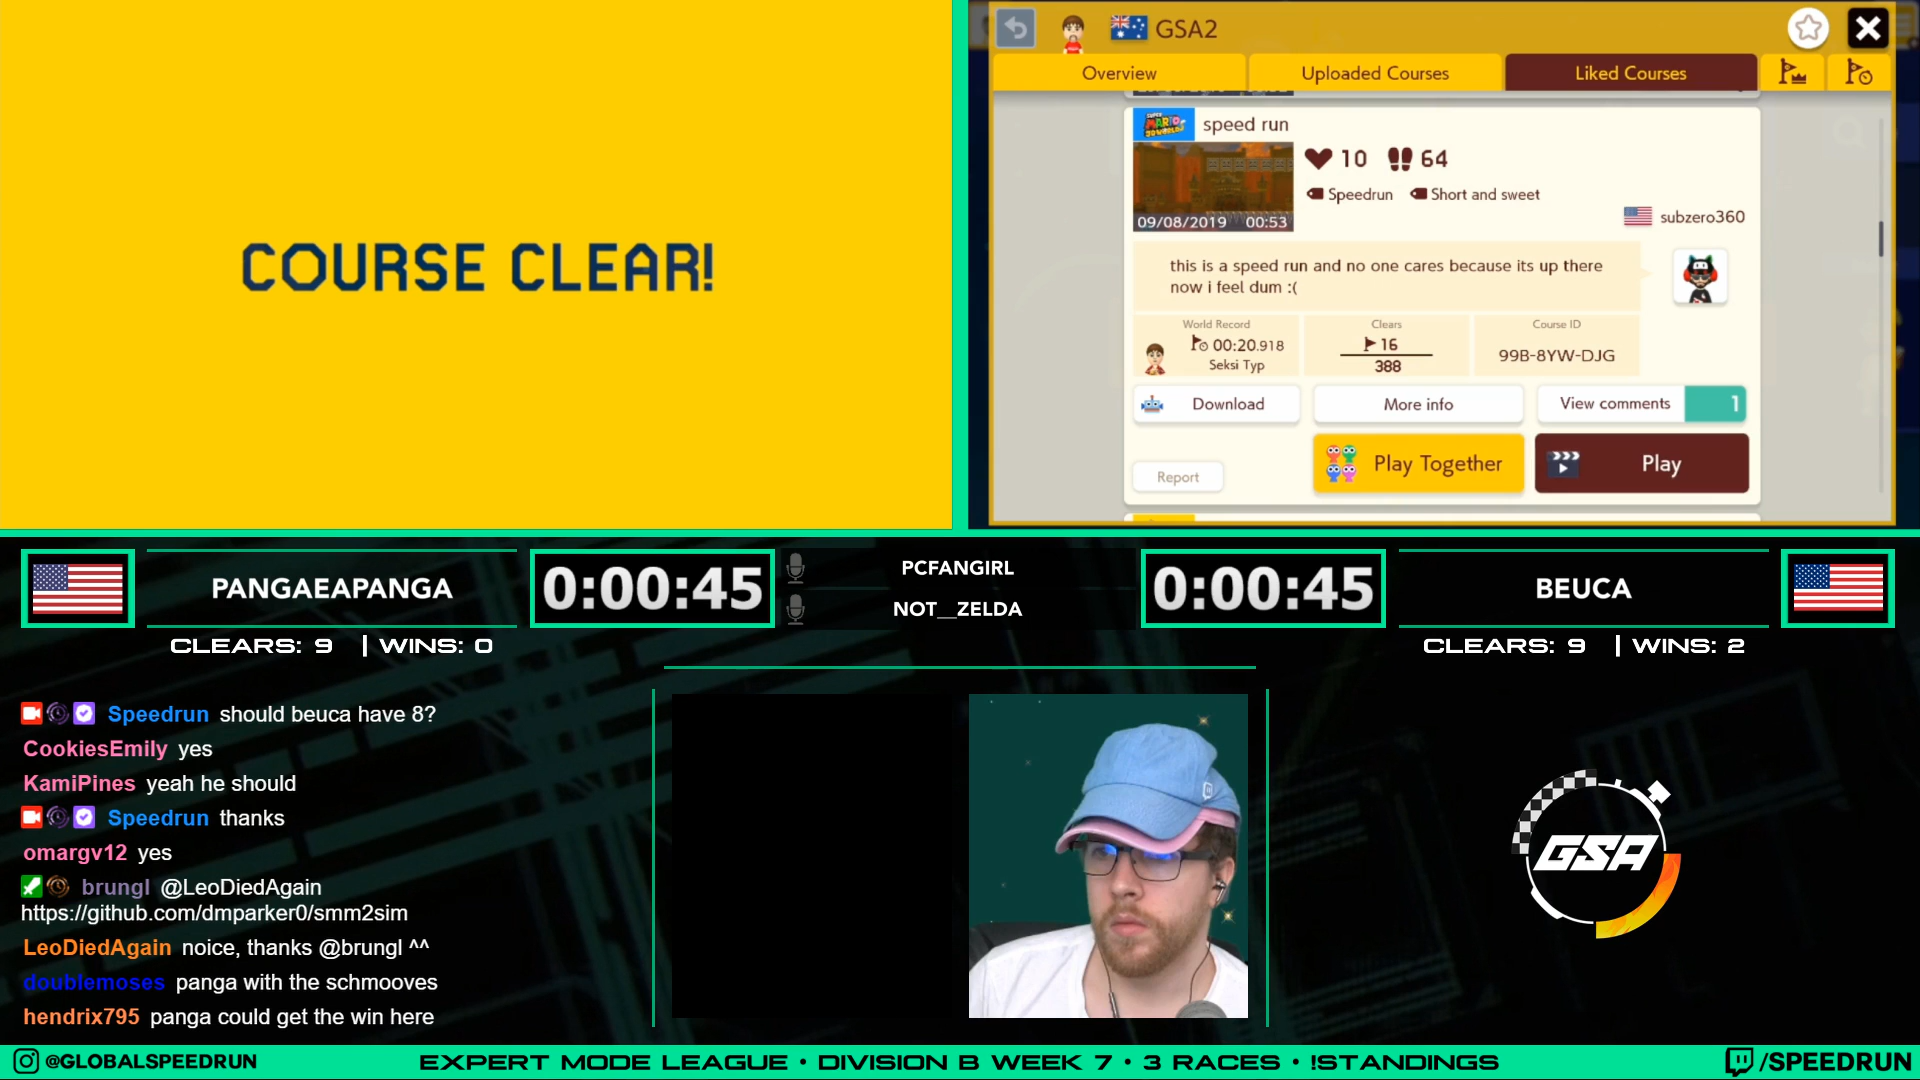 COURSE CLEAR!
GSA2
Overview
Uploaded Courses
Liked Courses
SUPER MARIO 3D WORLD
speed run
10
64
Speedrun
Short and sweet
09/08/2019 00:53
subzero360
this is a speed run and no one cares because its up there
now i feel dum :(
World Record
00:20.918
Seksi Typ
Clears
16
388
Course ID
99B-8YW-DJG
Download
More info
View comments
1
Report
Play Together
Play
PANGAEAPANGA
0:00:45
PCFANGIRL
NOT__ZELDA
0:00:45
BEUCA
CLEARS: 9 | WINS: 0
CLEARS: 9 | WINS: 2
Speedrun should beuca have 8?
CookiesEmily yes
KamiPines yeah he should
Speedrun thanks
omargv12 yes
brungl @LeoDiedAgain
https://github.com/dmparker0/smm2sim
LeoDiedAgain noice, thanks @brungl ^^
doublemoses panga with the schmooves
hendrix795 panga could get the win here
GSA
@GLOBALSPEEDRUN
EXPERT MODE LEAGUE • DIVISION B WEEK 7 • 3 RACES • !STANDINGS
/SPEEDRUN